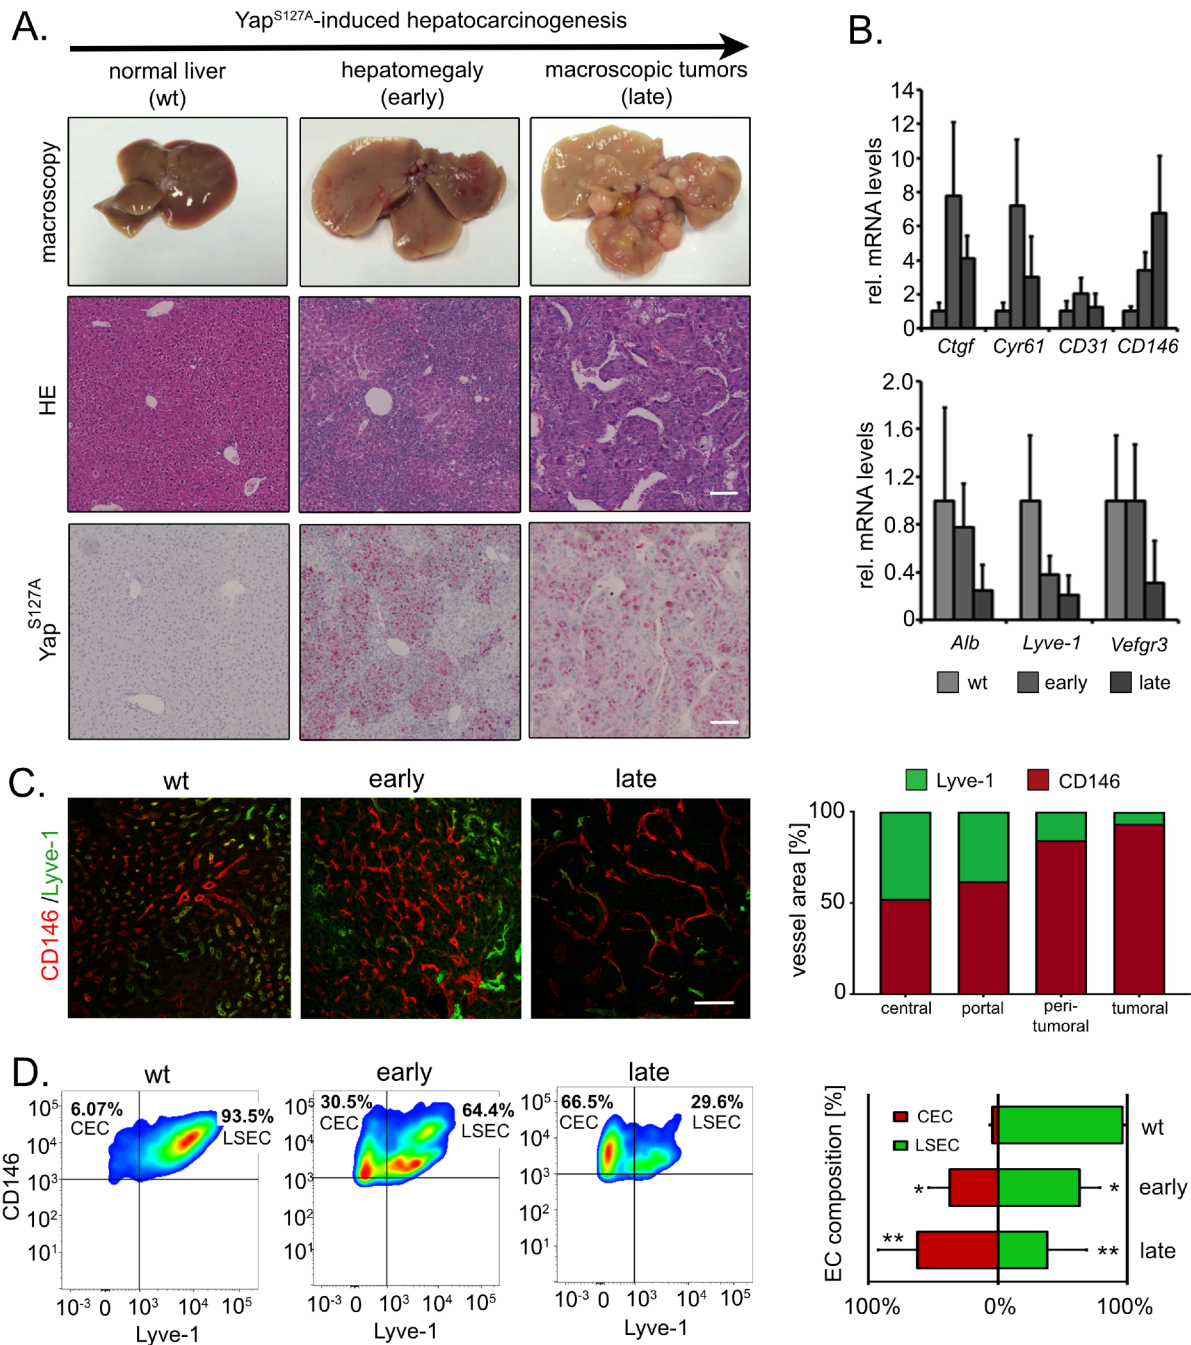 A.
Yap^S127A-induced hepatocarcinogenesis
normal liver
(wt)
hepatomegaly
(early)
macroscopic tumors
(late)
macroscopy
HE
Yap^S127A
B.
rel. mRNA levels
14
12
10
8
6
4
2
0
Ctgf Cyr61 CD31 CD146
rel. mRNA levels
2.0
1.6
1.2
0.8
0.4
0
Alb Lyve-1 Vefgr3
wt early late
C.
wt early late
CD146 /Lyve-1
Lyve-1 CD146
vessel area [%]
100
50
0
central portal peri-tumoral tumoral
D.
wt
CD146
10^5
10^4
10^3
10^2
10^1
6.07%
CEC
93.5%
LSEC
10^-3 0 10^3 10^4 10^5
Lyve-1
early
10^5
10^4
10^3
10^2
10^1
30.5%
CEC
64.4%
LSEC
10^-3 0 10^3 10^4 10^5
Lyve-1
late
10^5
10^4
10^3
10^2
10^1
66.5%
CEC
29.6%
LSEC
10^-3 0 10^3 10^4 10^5
Lyve-1
EC composition [%]
CEC
LSEC
wt
* * early
** ** late
100% 0% 100%